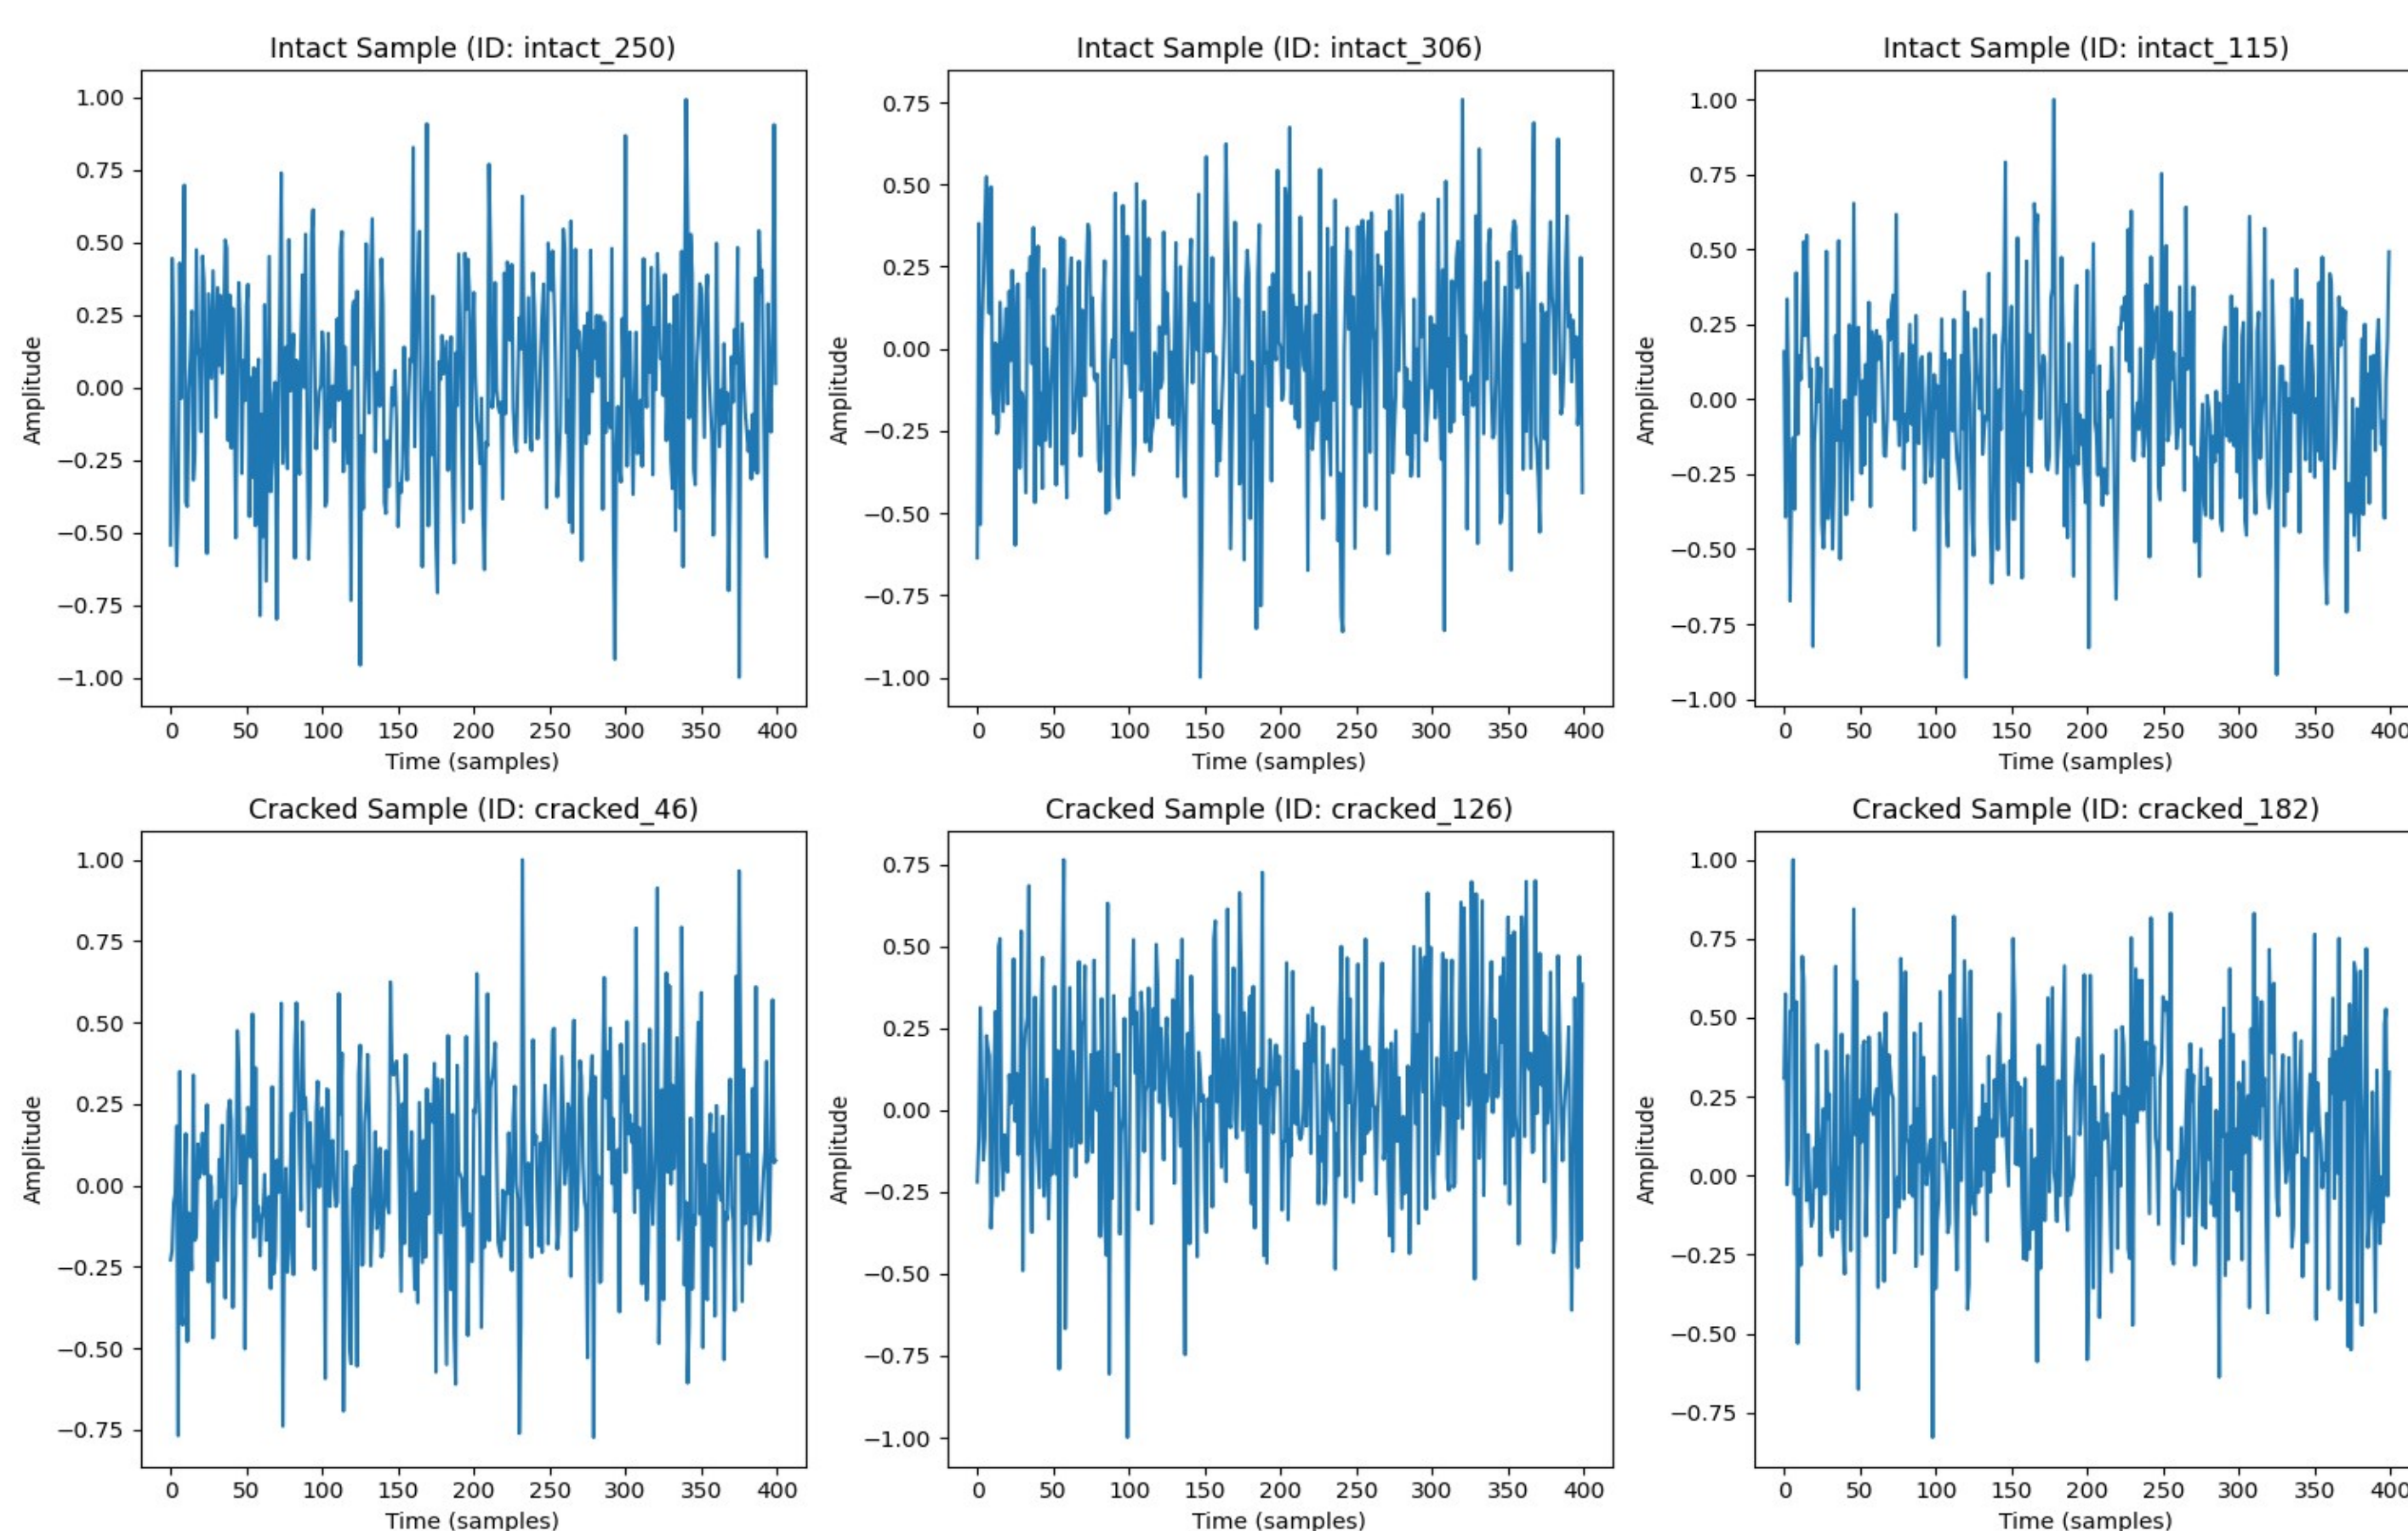 Intact Sample (ID: intact_250)
1.00
0.75
0.50
0.25
0.00
−0.25
−0.50
−0.75
−1.00
Amplitude
0 50 100 150 200 250 300 350 400
Time (samples)
Intact Sample (ID: intact_306)
0.75
0.50
0.25
0.00
−0.25
−0.50
−0.75
−1.00
Amplitude
0 50 100 150 200 250 300 350 400
Time (samples)
Intact Sample (ID: intact_115)
1.00
0.75
0.50
0.25
0.00
−0.25
−0.50
−0.75
−1.00
Amplitude
0 50 100 150 200 250 300 350 400
Time (samples)
Cracked Sample (ID: cracked_46)
1.00
0.75
0.50
0.25
0.00
−0.25
−0.50
−0.75
Amplitude
0 50 100 150 200 250 300 350 400
Time (samples)
Cracked Sample (ID: cracked_126)
0.75
0.50
0.25
0.00
−0.25
−0.50
−0.75
−1.00
Amplitude
0 50 100 150 200 250 300 350 400
Time (samples)
Cracked Sample (ID: cracked_182)
1.00
0.75
0.50
0.25
0.00
−0.25
−0.50
−0.75
Amplitude
0 50 100 150 200 250 300 350 400
Time (samples)